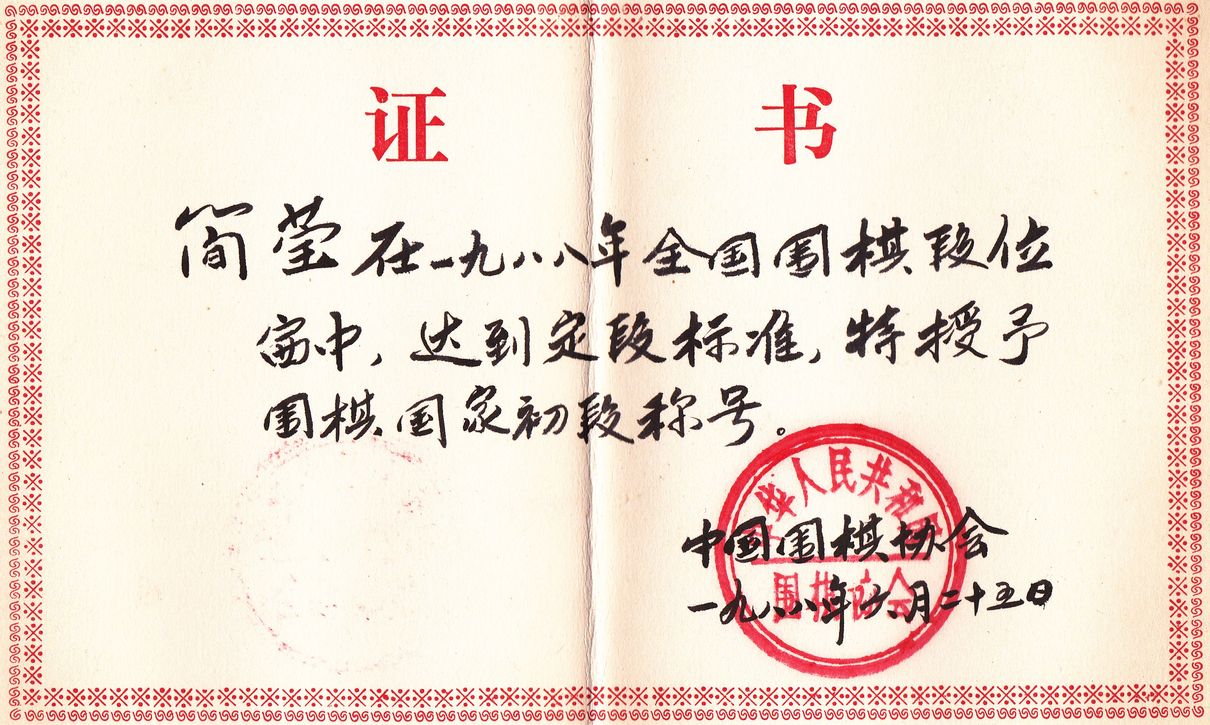 证 书
简莹在一九八八年全国围棋段位
赛中，达到定段标准，特授予
围棋国家初段称号。
华人民共和
中国围棋协会
围棋协会
一九八八年六月二十五日